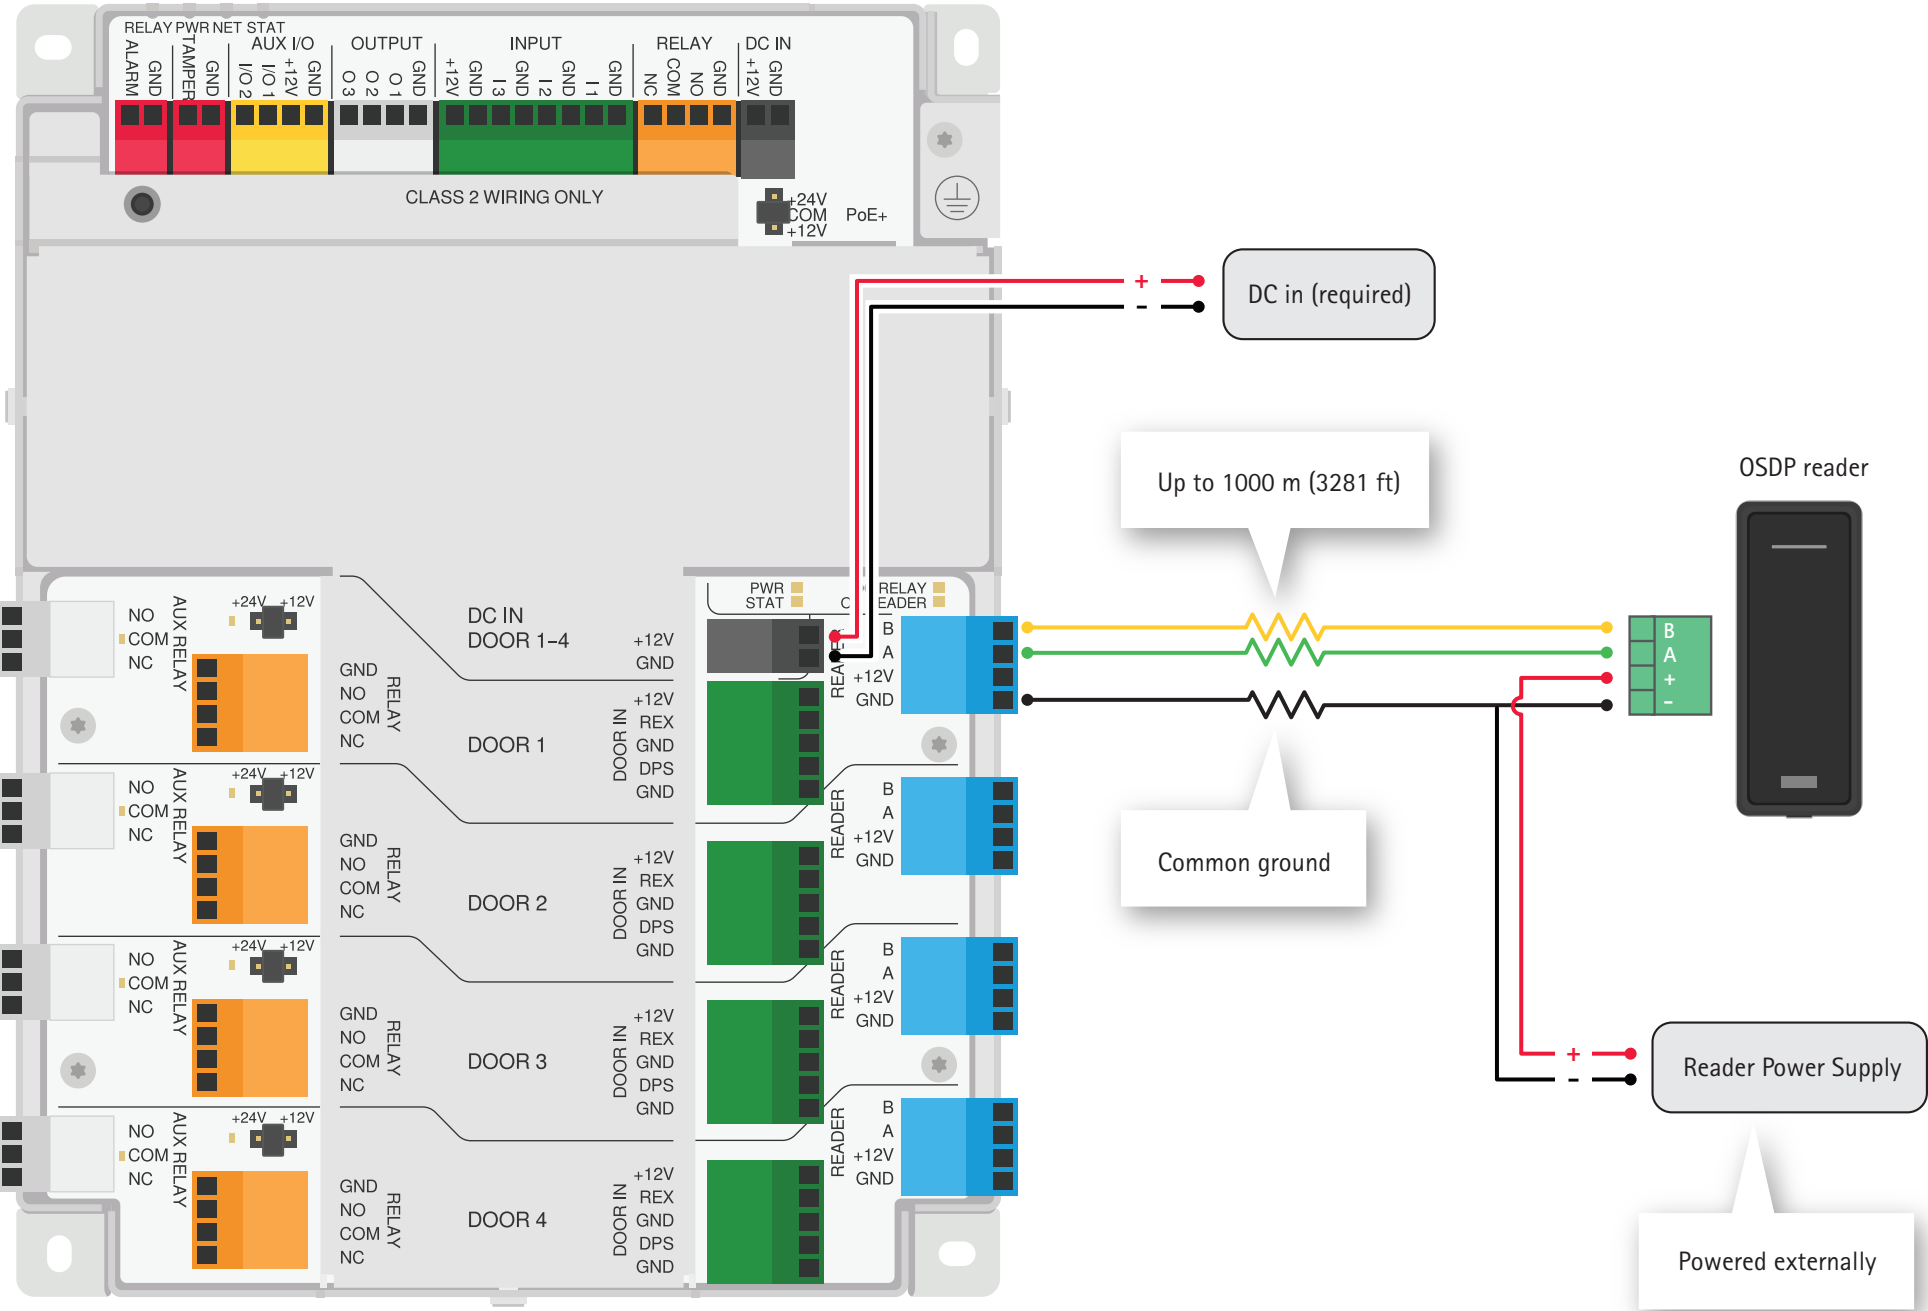 RELAY PWR NET STAT
AUX I/O OUTPUT INPUT RELAY DC IN
ALARM GND TAMPER GND I/O 2 I/O 1 +12V GND O 3 O 2 O 1 GND +12V GND I 3 GND I 2 GND I 1 GND NC COM NO GND +12V GND
CLASS 2 WIRING ONLY
+24V
COM PoE+
+12V
+ DC in (required)
-
Up to 1000 m (3281 ft)
OSDP reader
Common ground
B
A
+
-
+ Reader Power Supply
-
Powered externally
PWR RELAY
STAT
DC IN
DOOR 1-4
+12V
GND
NO
COM
NC
AUX RELAY
+24V +12V
GND
NO
COM
NC
RELAY
DOOR 1
DOOR IN
+12V
REX
GND
DPS
GND
B
A
+12V
GND
NO
COM
NC
AUX RELAY
+24V +12V
GND
NO
COM
NC
RELAY
DOOR 2
DOOR IN
+12V
REX
GND
DPS
GND
READER
B
A
+12V
GND
NO
COM
NC
AUX RELAY
+24V +12V
GND
NO
COM
NC
RELAY
DOOR 3
DOOR IN
+12V
REX
GND
DPS
GND
READER
B
A
+12V
GND
NO
COM
NC
AUX RELAY
+24V +12V
GND
NO
COM
NC
RELAY
DOOR 4
DOOR IN
+12V
REX
GND
DPS
GND
READER
B
A
+12V
GND